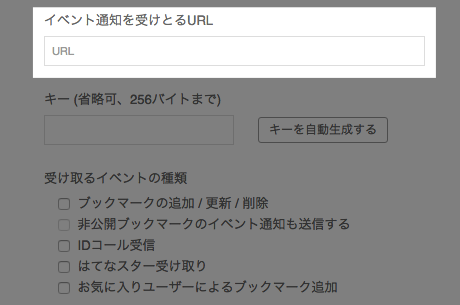 イベント通知を受けとるURL
URL
キー (省略可、256バイトまで)
キーを自動生成する
受け取るイベントの種類
ブックマークの追加 / 更新 / 削除
非公開ブックマークのイベント通知も送信する
IDコール受信
はてなスター受け取り
お気に入りユーザーによるブックマーク追加